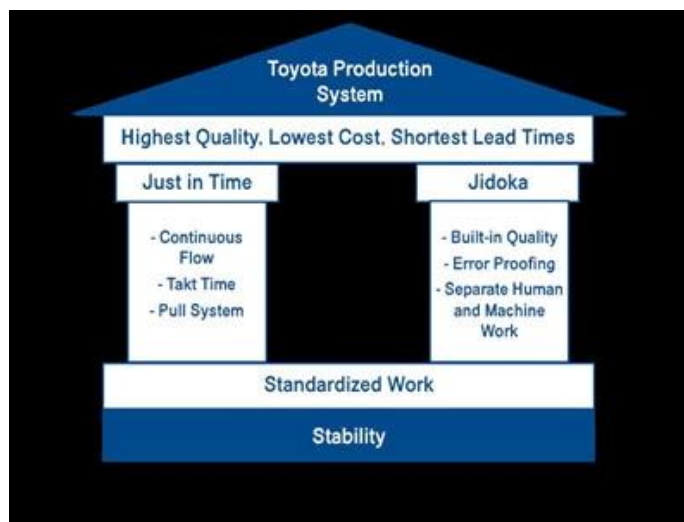 Toyota Production
System
Highest Quality, Lowest Cost, Shortest Lead Times
Just in Time
- Continuous
Flow
- Takt Time
- Pull System
Jidoka
- Built-in Quality
- Error Proofing
- Separate Human
and Machine
Work
Standardized Work
Stability